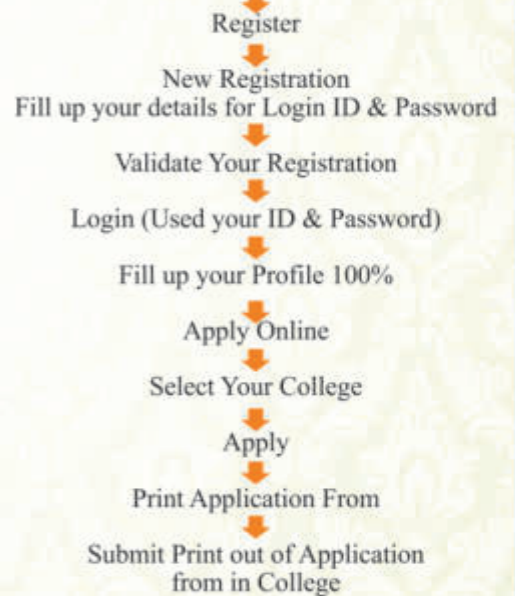 Register
New Registration
Fill up your details for Login ID & Password
Validate Your Registration
Login (Used your ID & Password)
Fill up your Profile 100%
Apply Online
Select Your College
Apply
Print Application From
Submit Print out of Application
from in College